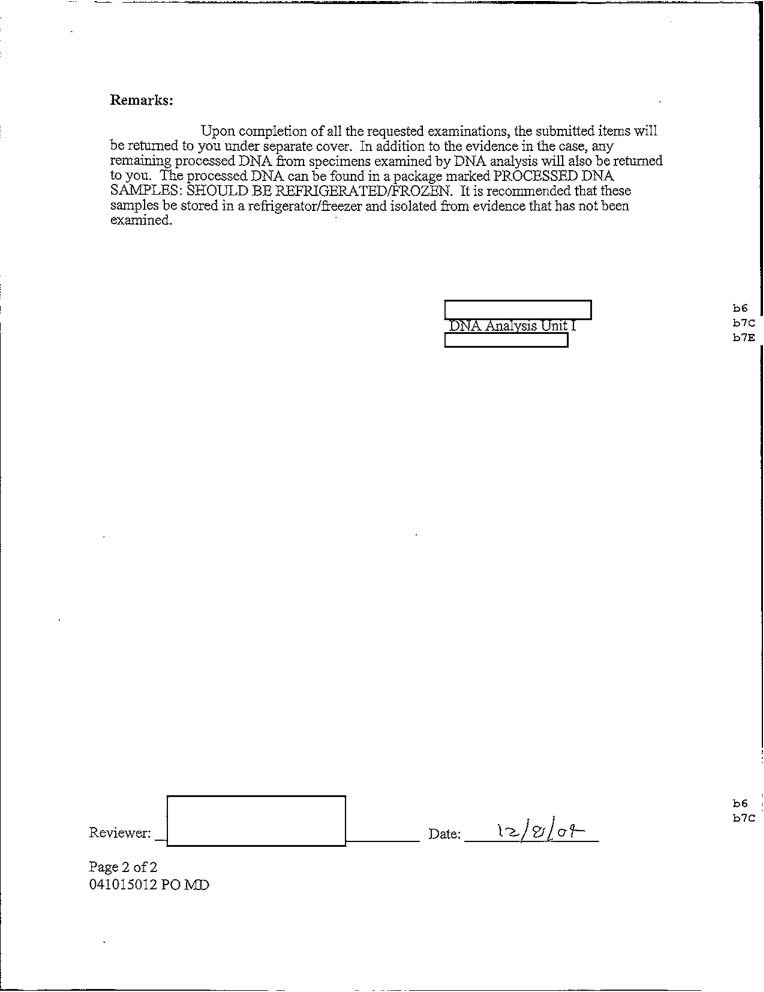 Remarks:
Upon completion of all the requested examinations, the submitted items will
be returned to you under separate cover. In addition to the evidence in the case, any
remaining processed DNA from specimens examined by DNA analysis will also be returned
to you. The processed DNA can be found in a package marked PROCESSED DNA
SAMPLES: SHOULD BE REFRIGERATED/FROZEN. It is recommended that these
samples be stored in a refrigerator/freezer and isolated from evidence that has not been
examined.
b6
DNA Analysis Unit I b7C
b7E
b6
b7C
Reviewer: Date: 12/8/04
Page 2 of 2
041015012 PO MD